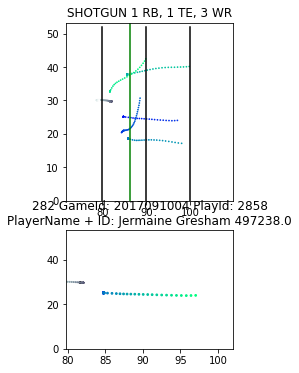 SHOTGUN 1 RB, 1 TE, 3 WR
50
40
30
20
10
0
80 90 100
282 GameId: 2017091004 PlayId: 2858
PlayerName + ID: Jermaine Gresham 497238.0
40
20
0
80 85 90 95 100